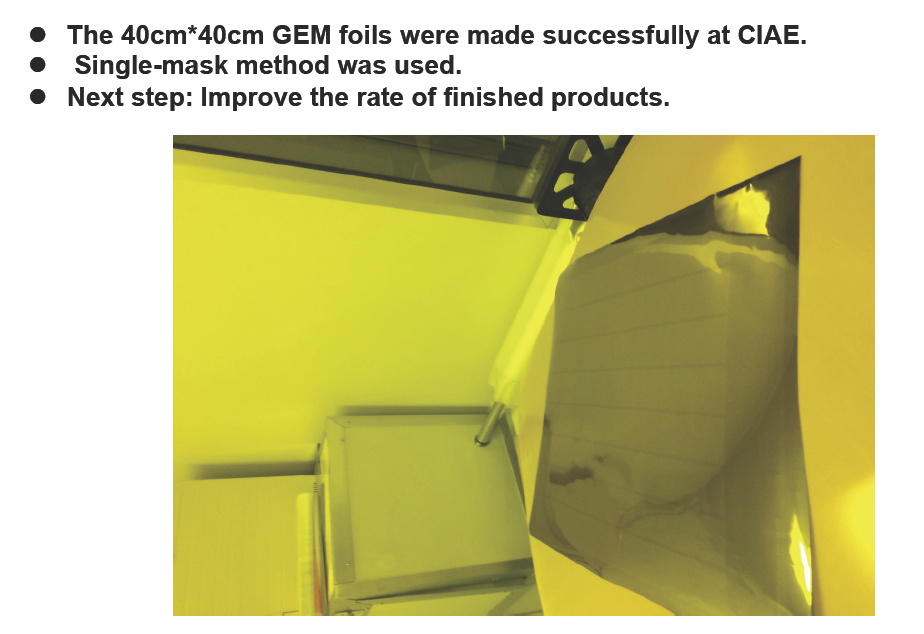 ● The 40cm*40cm GEM foils were made successfully at CIAE.
● Single-mask method was used.
● Next step: Improve the rate of finished products.